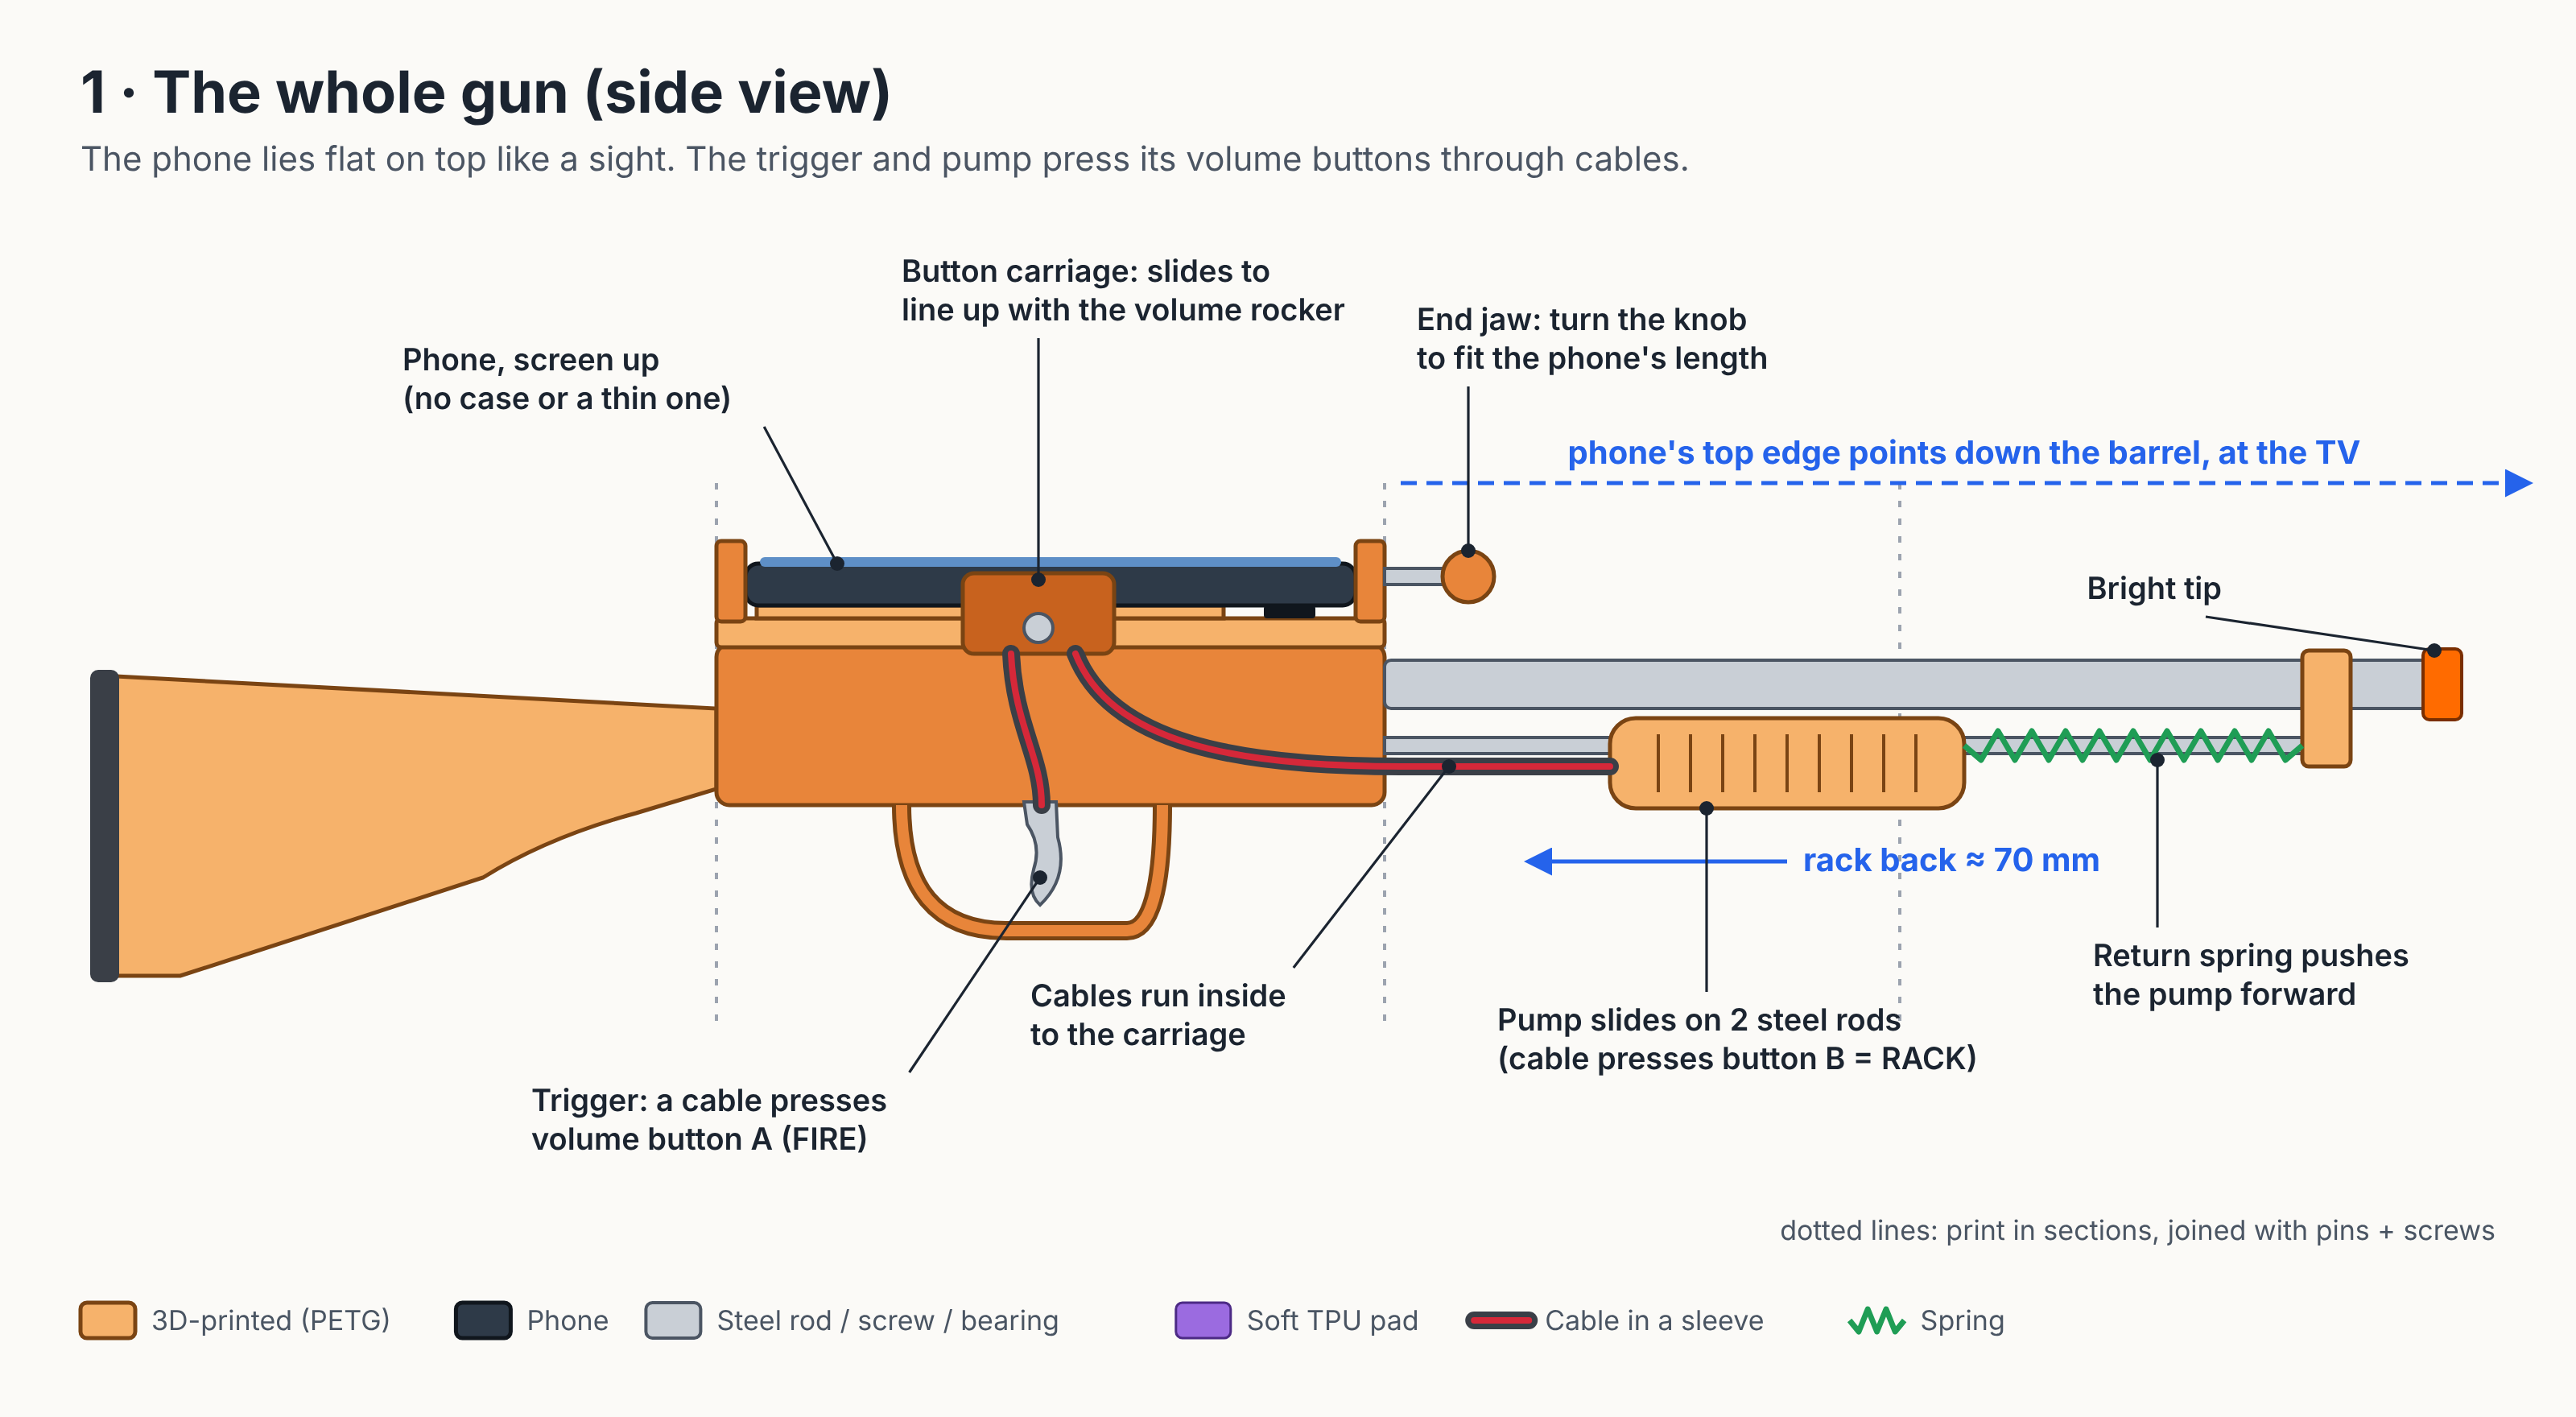 1 · The whole gun (side view)
The phone lies flat on top like a sight. The trigger and pump press its volume buttons through cables.
Button carriage: slides to
line up with the volume rocker
End jaw: turn the knob
to fit the phone's length
Phone, screen up
(no case or a thin one)
phone's top edge points down the barrel, at the TV
Bright tip
rack back ≈ 70 mm
Return spring pushes
the pump forward
Cables run inside
to the carriage
Pump slides on 2 steel rods
(cable presses button B = RACK)
Trigger: a cable presses
volume button A (FIRE)
dotted lines: print in sections, joined with pins + screws
3D-printed (PETG)
Phone
Steel rod / screw / bearing
Soft TPU pad
Cable in a sleeve
Spring